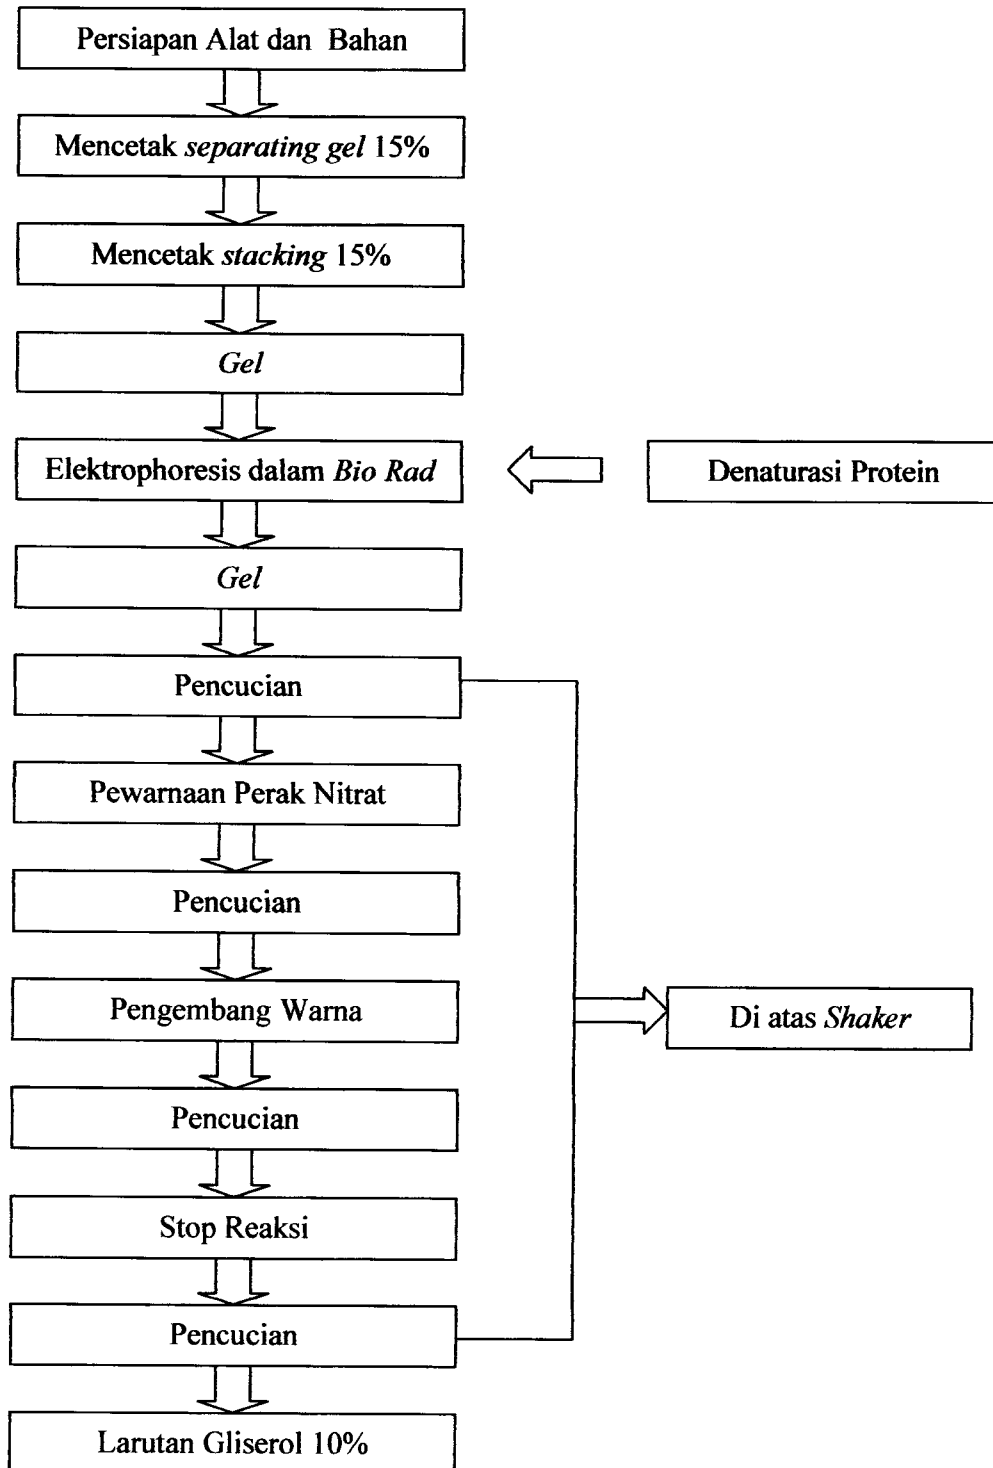 Persiapan Alat dan Bahan
Mencetak separating gel 15%
Mencetak stacking 15%
Gel
Elektrophoresis dalam Bio Rad
Denaturasi Protein
Gel
Pencucian
Pewarnaan Perak Nitrat
Pencucian
Pengembang Warna
Di atas Shaker
Pencucian
Stop Reaksi
Pencucian
Larutan Gliserol 10%